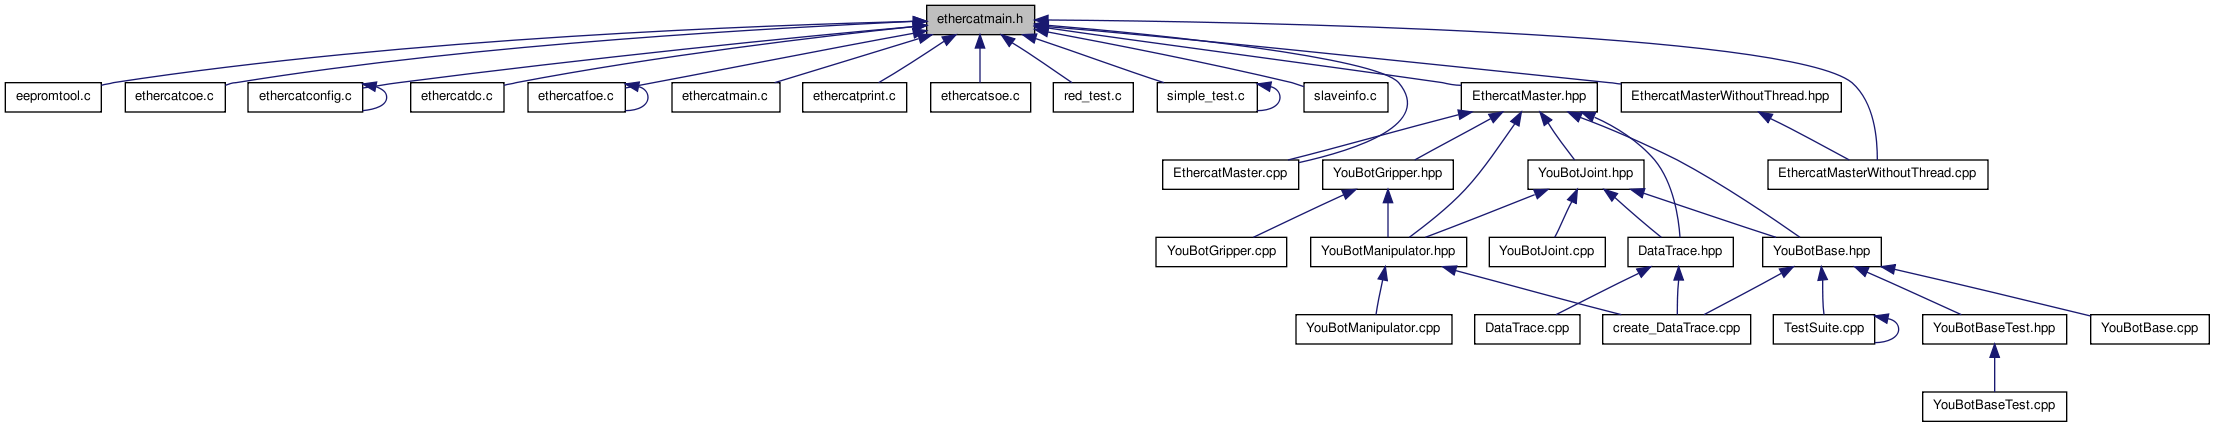 ethercatmain.h
eepromtool.c
ethercatcoe.c
ethercatconfig.c
ethercatdc.c
ethercatfoe.c
ethercatmain.c
ethercatprint.c
ethercatsoe.c
red_test.c
simple_test.c
slaveinfo.c
EthercatMaster.hpp
EthercatMasterWithoutThread.hpp
EthercatMaster.cpp
YouBotGripper.hpp
YouBotJoint.hpp
EthercatMasterWithoutThread.cpp
YouBotGripper.cpp
YouBotManipulator.hpp
YouBotJoint.cpp
DataTrace.hpp
YouBotBase.hpp
YouBotManipulator.cpp
DataTrace.cpp
create_DataTrace.cpp
TestSuite.cpp
YouBotBaseTest.hpp
YouBotBase.cpp
YouBotBaseTest.cpp